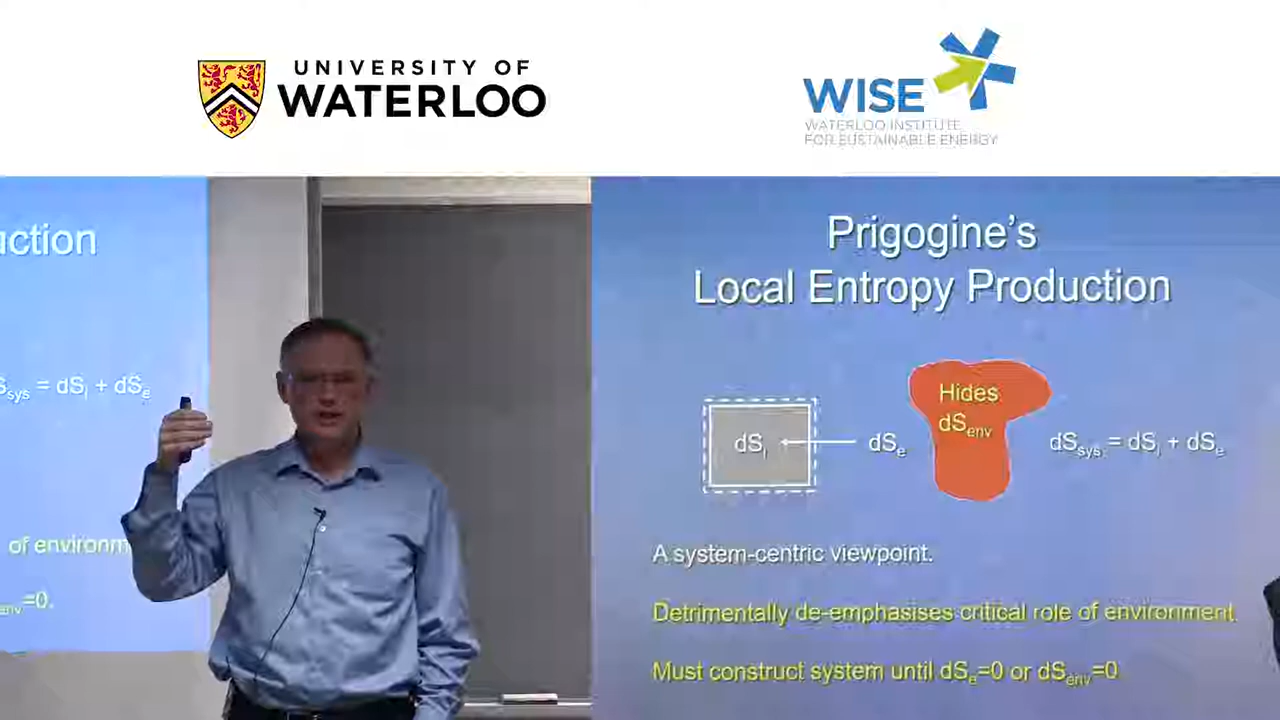 UNIVERSITY OF
WATERLOO
WISE
WATERLOO INSTITUTE
FOR SUSTAINABLE ENERGY
uction
S_sys = dS_i + dS_e
of environm
env=0.
Prigogine's
Local Entropy Production
Hides
dS_env
dS_i
dS_e
dS_sys = dS_i + dS_e
A system-centric viewpoint.
Detrimentally de-emphasises critical role of environment
Must construct system until dS_e=0 or dS_env=0